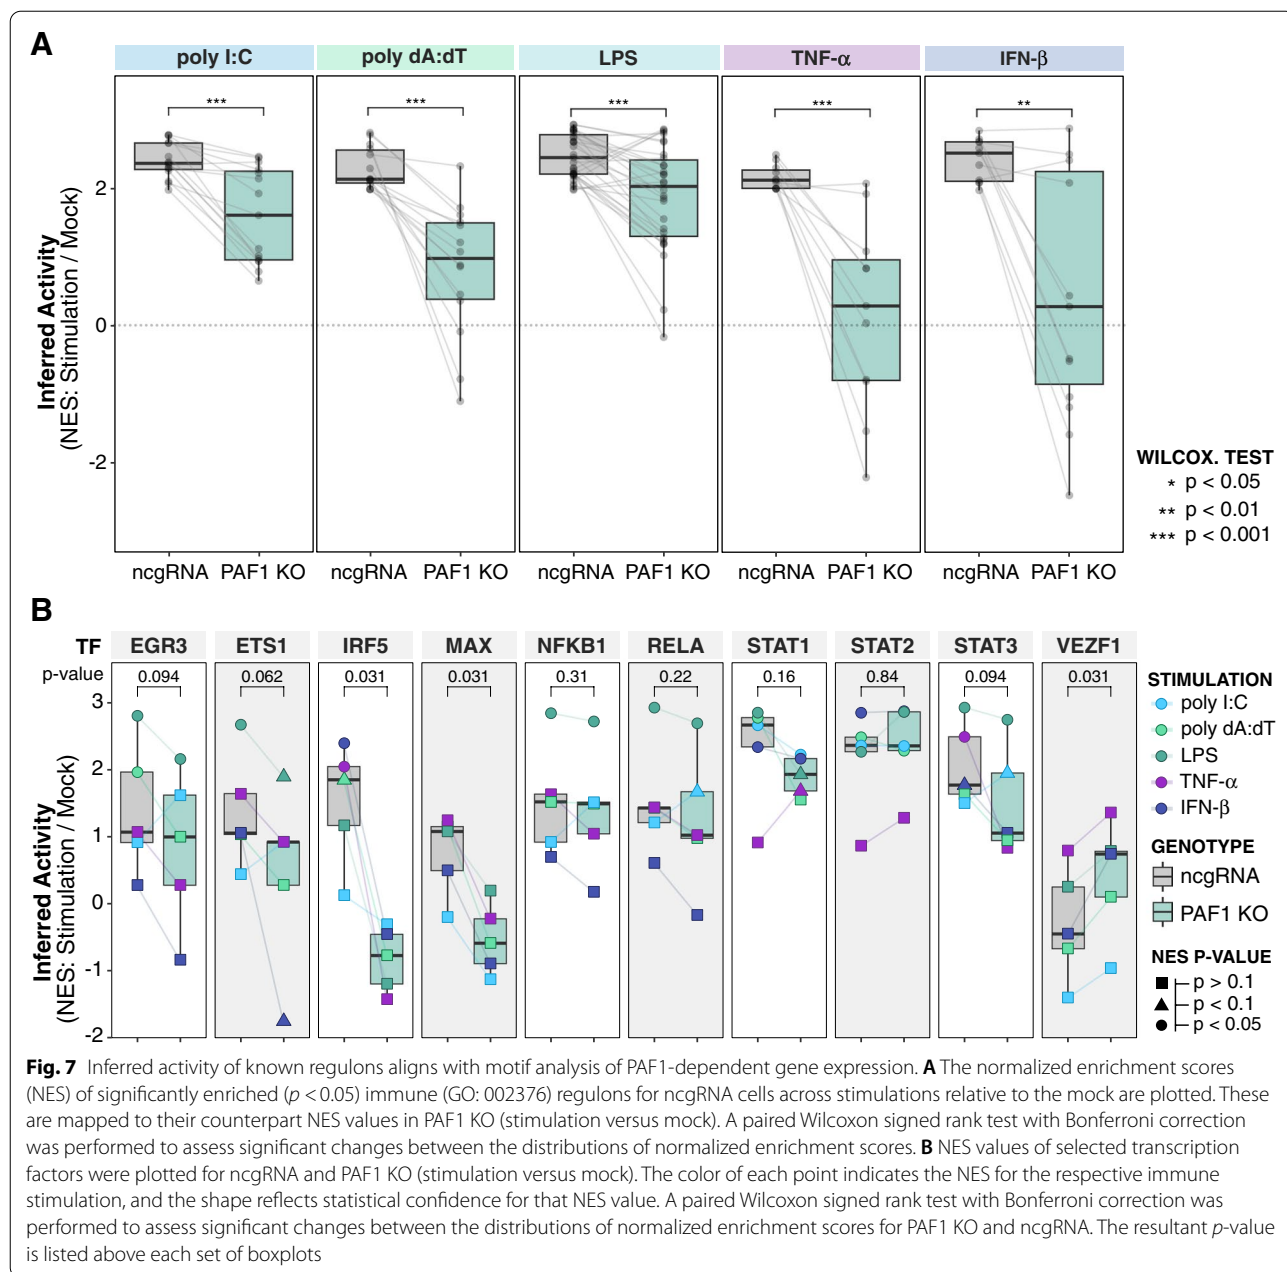 A
poly I:C poly dA:dT LPS TNF-α IFN-β
*** *** *** *** **
Inferred Activity
(NES: Stimulation / Mock)
2
0
-2
WILCOX. TEST
* p < 0.05
** p < 0.01
*** p < 0.001
ncgRNA PAF1 KO ncgRNA PAF1 KO ncgRNA PAF1 KO ncgRNA PAF1 KO ncgRNA PAF1 KO
B
TF EGR3 ETS1 IRF5 MAX NFKB1 RELA STAT1 STAT2 STAT3 VEZF1
p-value 0.094 0.062 0.031 0.031 0.31 0.22 0.16 0.84 0.094 0.031
Inferred Activity
(NES: Stimulation / Mock)
3
2
1
0
-1
-2
STIMULATION
poly I:C
poly dA:dT
LPS
TNF-α
IFN-β
GENOTYPE
ncgRNA
PAF1 KO
NES P-VALUE
p > 0.1
p < 0.1
p < 0.05
Fig. 7 Inferred activity of known regulons aligns with motif analysis of PAF1-dependent gene expression. A The normalized enrichment scores
(NES) of significantly enriched (p < 0.05) immune (GO: 002376) regulons for ncgRNA cells across stimulations relative to the mock are plotted. These
are mapped to their counterpart NES values in PAF1 KO (stimulation versus mock). A paired Wilcoxon signed rank test with Bonferroni correction
was performed to assess significant changes between the distributions of normalized enrichment scores. B NES values of selected transcription
factors were plotted for ncgRNA and PAF1 KO (stimulation versus mock). The color of each point indicates the NES for the respective immune
stimulation, and the shape reflects statistical confidence for that NES value. A paired Wilcoxon signed rank test with Bonferroni correction was
performed to assess significant changes between the distributions of normalized enrichment scores for PAF1 KO and ncgRNA. The resultant p-value
is listed above each set of boxplots